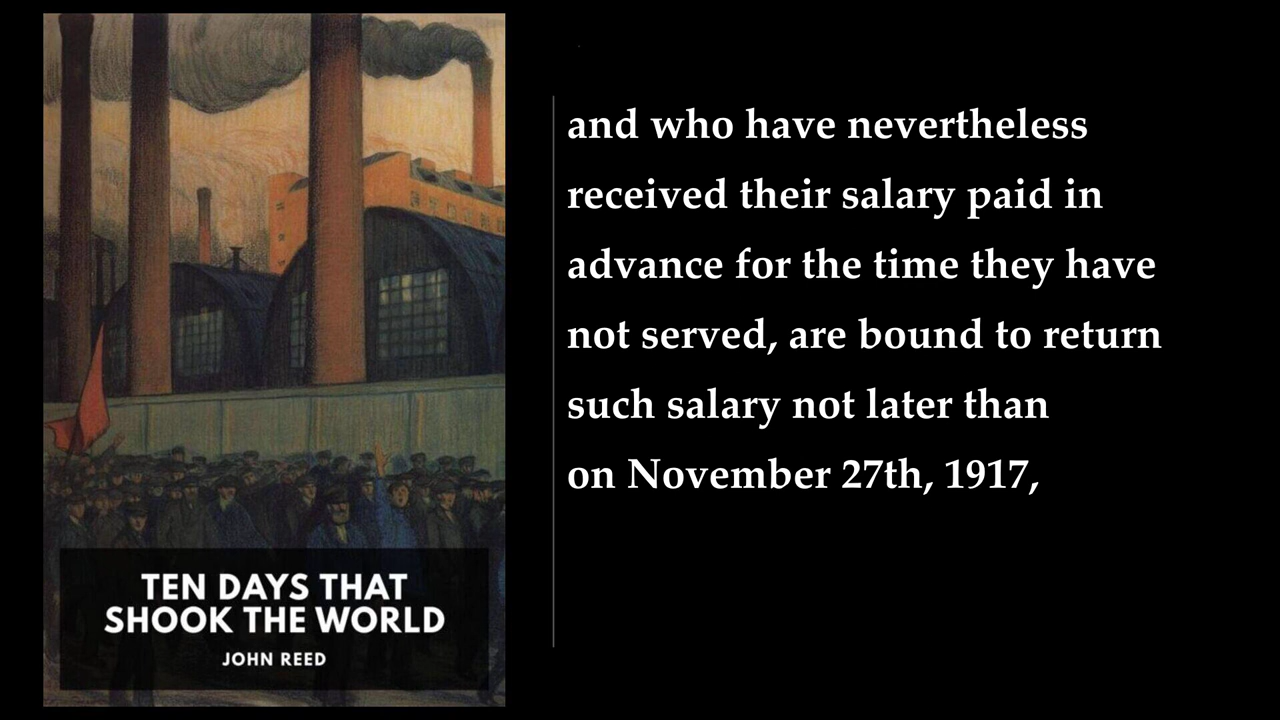 and who have nevertheless
received their salary paid in
advance for the time they have
not served, are bound to return
such salary not later than
on November 27th, 1917,
TEN DAYS THAT
SHOOK THE WORLD
JOHN REED